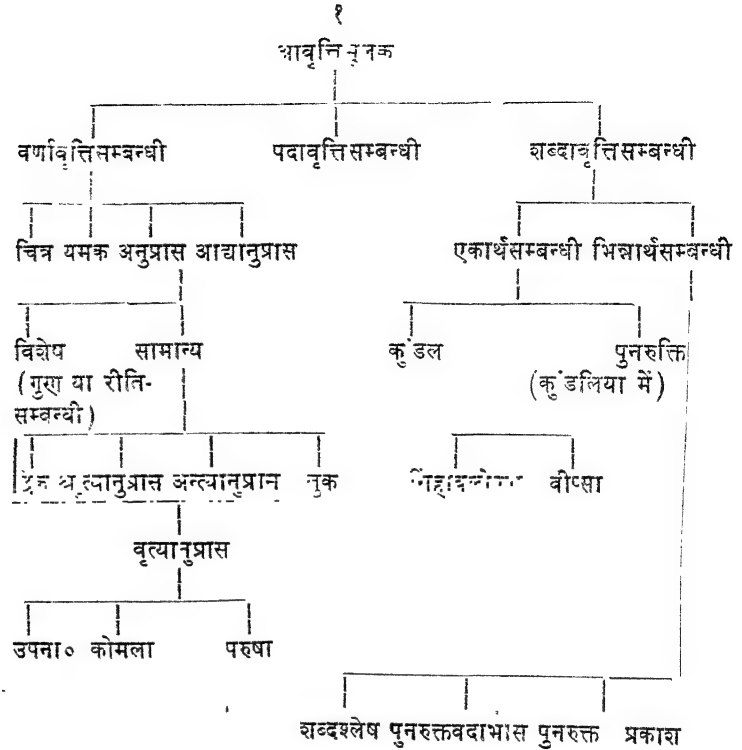 १
आवृत्तिमूलक
वर्णावृत्तिसम्बन्धी पदावृत्तिसम्बन्धी शब्दावृत्तिसम्बन्धी
चित्र यमक अनुप्रास आद्यानुप्रास एकार्थसम्बन्धी भिन्नार्थसम्बन्धी
विशेष सामान्य कुंडल पुनरुक्ति
(गुण या रीति- (कुंडलिया में)
सम्बन्धी)
छेक श्रुत्यानुप्रास अन्त्यानुप्रास तुक वीप्सा
वृत्यानुप्रास
उपना० कोमला परुषा
शब्दश्लेष पुनरुक्तवदाभास पुनरुक्त प्रकाश